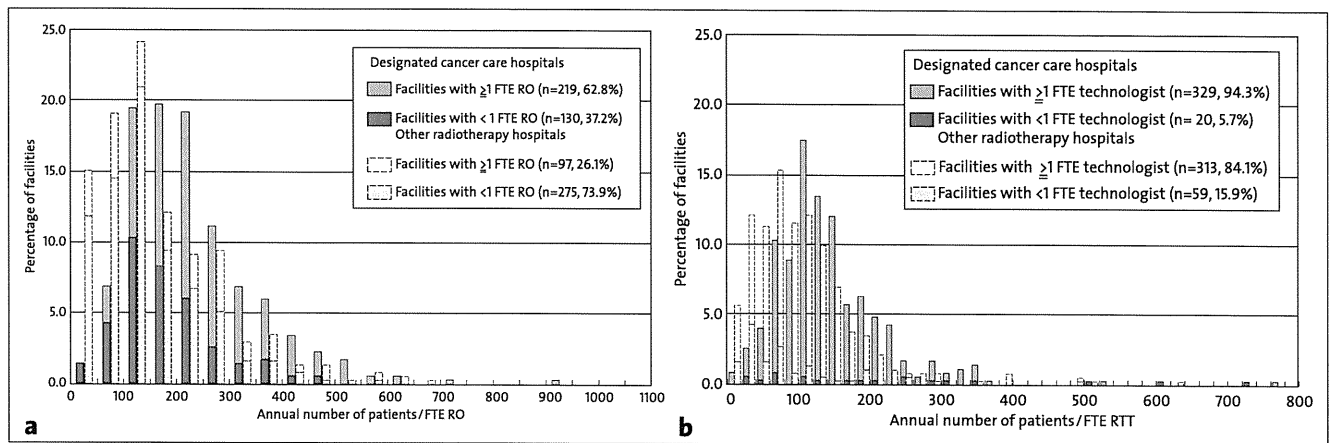 25.0
20.0
15.0
10.0
5.0
0.0
Percentage of facilities
Designated cancer care hospitals
Facilities with ≥1 FTE RO (n=219, 62.8%)
Facilities with <1 FTE RO (n=130, 37.2%)
Other radiotherapy hospitals
Facilities with ≥1 FTE RO (n=97, 26.1%)
Facilities with <1 FTE RO (n=275, 73.9%)
0 100 200 300 400 500 600 700 800 900 1000 1100
Annual number of patients/FTE RO
a
25.0
20.0
15.0
10.0
5.0
0.0
Percentage of facilities
Designated cancer care hospitals
Facilities with ≥1 FTE technologist (n=329, 94.3%)
Facilities with <1 FTE technologist (n= 20, 5.7%)
Other radiotherapy hospitals
Facilities with ≥1 FTE technologist (n=313, 84.1%)
Facilities with <1 FTE technologist (n=59, 15.9%)
0 100 200 300 400 500 600 700 800
Annual number of patients/FTE RTT
b